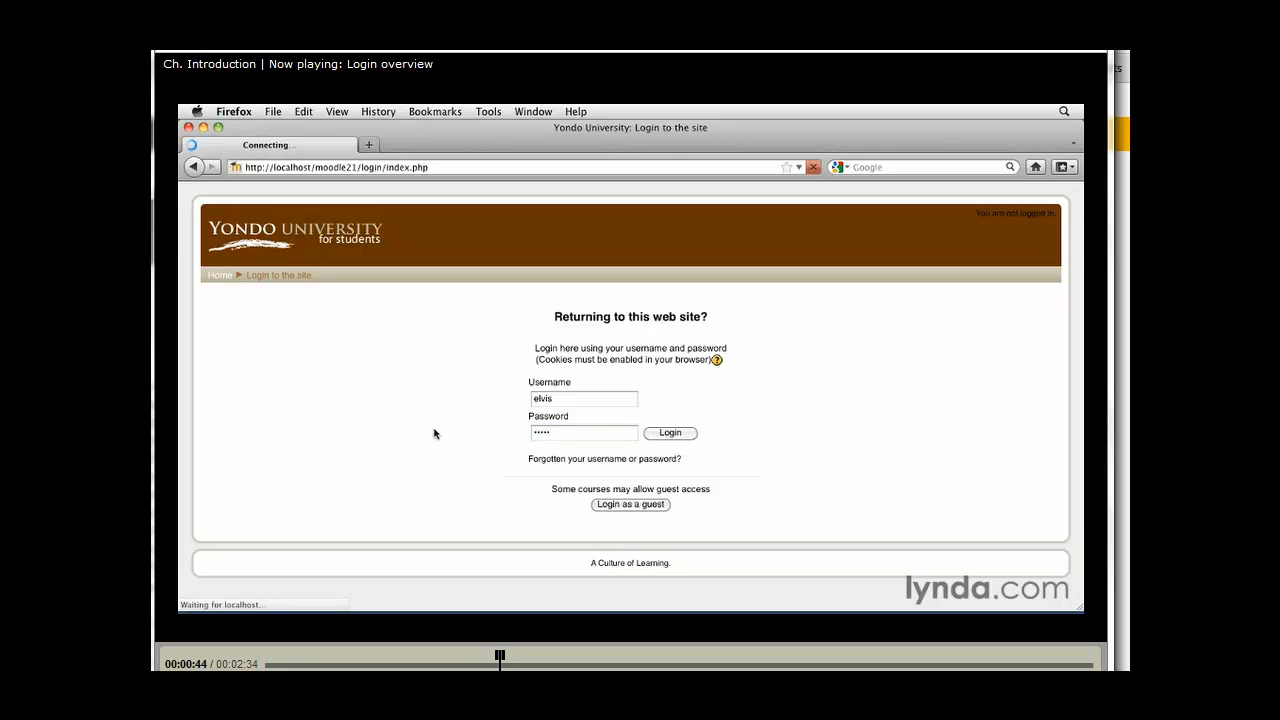 Ch. Introduction | Now playing: Login overview
Firefox File Edit View History Bookmarks Tools Window Help
Yondo University: Login to the site
Connecting...
http://localhost/moodle21/login/index.php
Google
You are not logged in.
YONDO UNIVERSITY
for students
Home ► Login to the site
Returning to this web site?
Login here using your username and password
(Cookies must be enabled in your browser)?
Username
elvis
Password
•••••
Login
Forgotten your username or password?
Some courses may allow guest access
Login as a guest
A Culture of Learning.
lynda.com
Waiting for localhost...
00:00:44 / 00:02:34